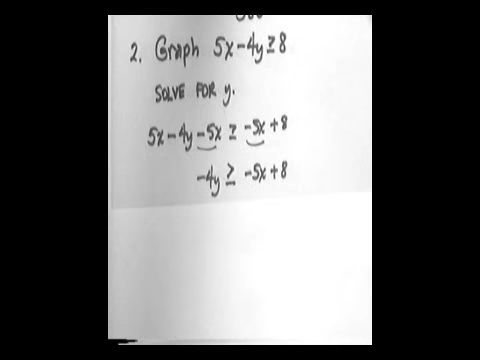 2. Graph 5x-4y≥8
SOLVE FOR y.
5x-4y-5x ≥ -5x+8
-4y ≥ -5x+8